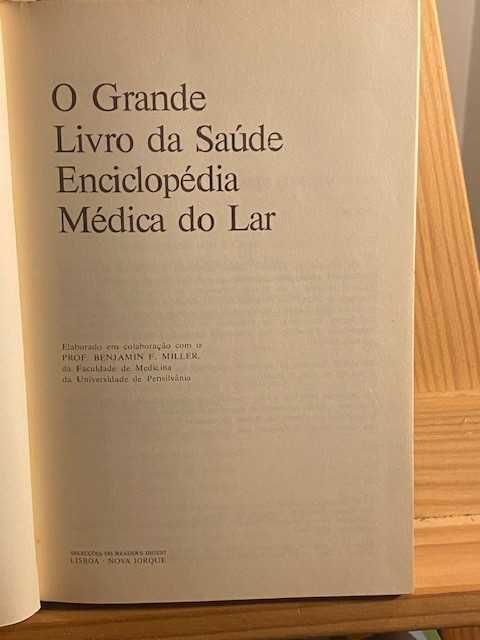 O Grande
Livro da Saúde
Enciclopédia
Médica do Lar
Elaborado em colaboração com o
PROF. BENJAMIN F. MILLER,
da Faculdade de Medicina
da Universidade de Pensilvânia
SELECÇÕES DO READER'S DIGEST
LISBOA · NOVA IORQUE